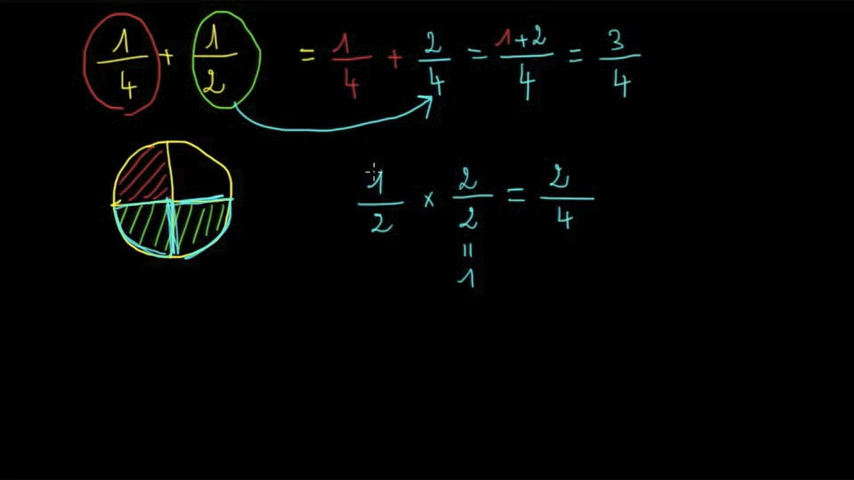 1/4 + 1/2 = 1/4 + 2/4 = 1+2/4 = 3/4
1/2 × 2/2 = 2/4
=
1